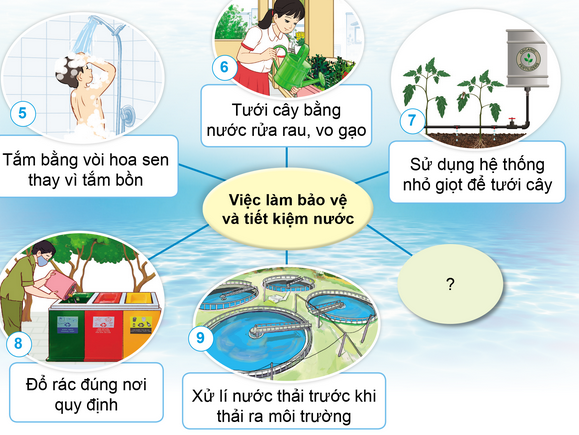 5
Tắm bằng vòi hoa sen
thay vì tắm bồn
6
Tưới cây bằng
nước rửa rau, vo gạo
7
ORGANIC
FERTILIZER
Sử dụng hệ thống
nhỏ giọt để tưới cây
Việc làm bảo vệ
và tiết kiệm nước
8
Đổ rác đúng nơi
quy định
9
Xử lí nước thải trước khi
thải ra môi trường
?